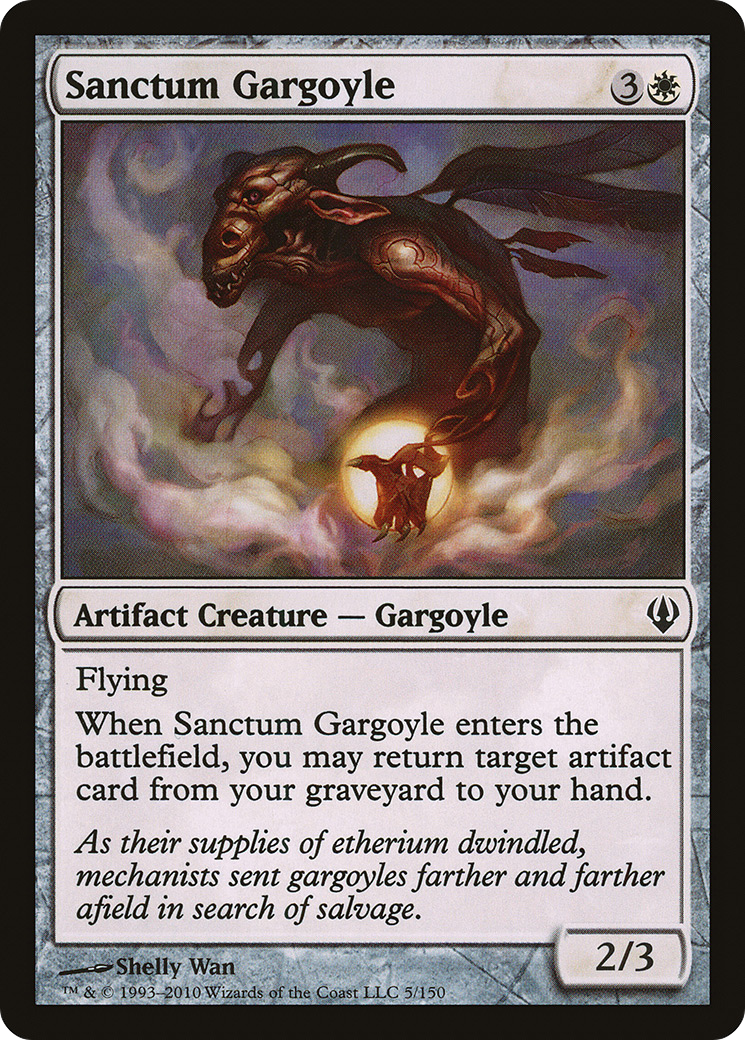 Sanctum Gargoyle 3
Artifact Creature — Gargoyle
Flying
When Sanctum Gargoyle enters the
battlefield, you may return target artifact
card from your graveyard to your hand.
As their supplies of etherium dwindled,
mechanists sent gargoyles farther and farther
afield in search of salvage.
2/3
Shelly Wan
™ & © 1993–2010 Wizards of the Coast LLC 5/150